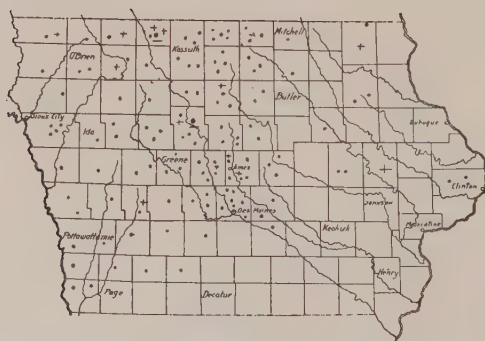 Mitchell
O'Brien
Kossuth
Butler
Dubuque
Sioux City
Ida
Greene
Ames
Clinton
Johnson
Des Moines
Muscatine
Keokuk
Pottawattamie
Henry
Page
Decatur